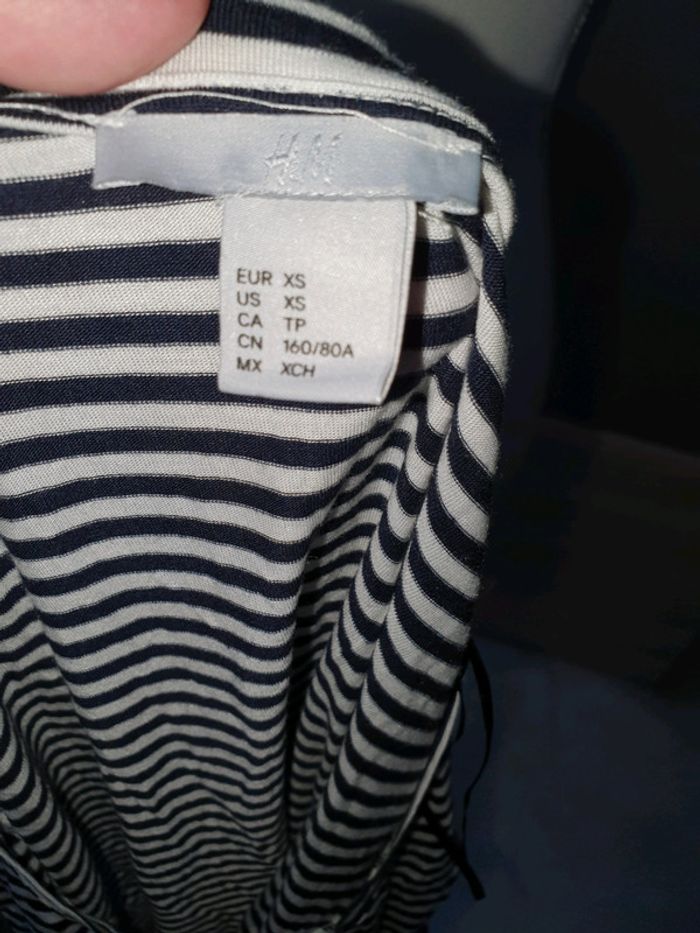 H&M
EUR XS
US XS
CA TP
CN 160/80A
MX XCH